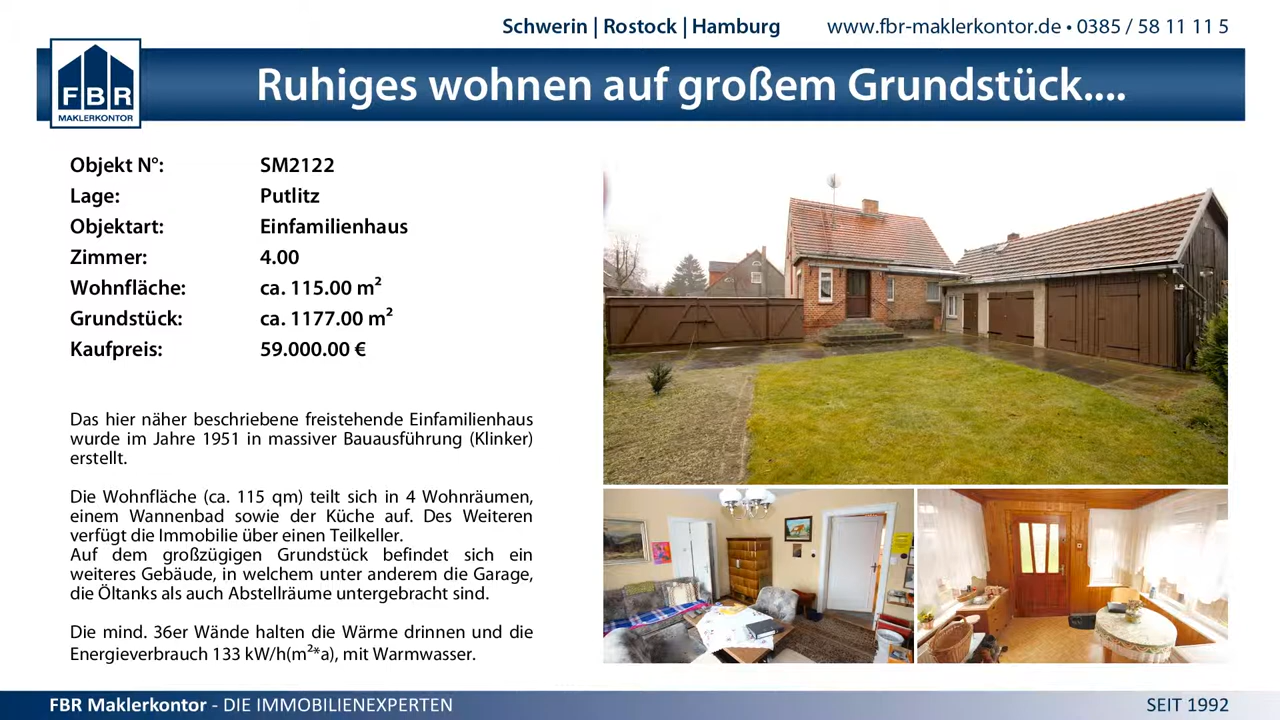 Schwerin | Rostock | Hamburg
www.fbr-maklerkontor.de • 0385 / 58 11 11 5
FBR
MAKLERKONTOR
Ruhiges wohnen auf großem Grundstück....
Objekt N°: SM2122
Lage: Putlitz
Objektart: Einfamilienhaus
Zimmer: 4.00
Wohnfläche: ca. 115.00 m²
Grundstück: ca. 1177.00 m²
Kaufpreis: 59.000.00 €
Das hier näher beschriebene freistehende Einfamilienhaus
wurde im Jahre 1951 in massiver Bauausführung (Klinker)
erstellt.
Die Wohnfläche (ca. 115 qm) teilt sich in 4 Wohnräumen,
einem Wannenbad sowie der Küche auf. Des Weiteren
verfügt die Immobilie über einen Teilkeller.
Auf dem großzügigen Grundstück befindet sich ein
weiteres Gebäude, in welchem unter anderem die Garage,
die Öltanks als auch Abstellräume untergebracht sind.
Die mind. 36er Wände halten die Wärme drinnen und die
Energieverbrauch 133 kW/h(m²*a), mit Warmwasser.
FBR Maklerkontor - DIE IMMOBILIENEXPERTEN
SEIT 1992